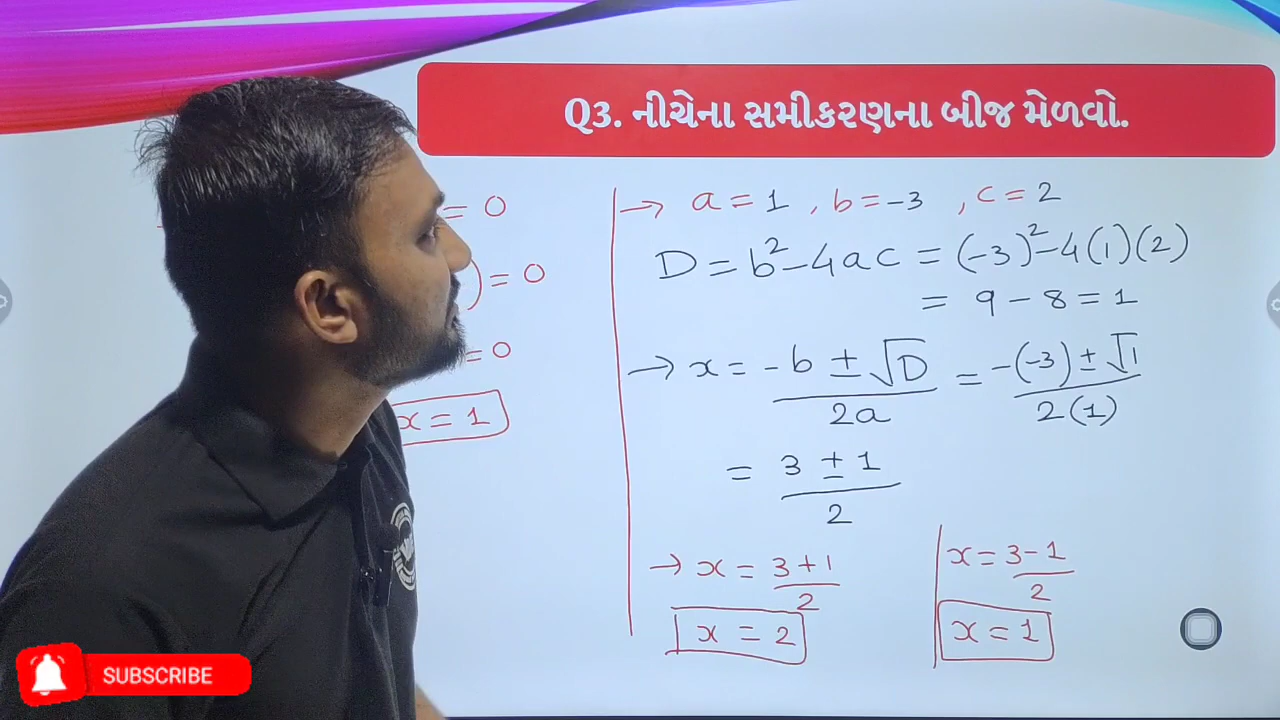 Q3. નીચેના સમીકરણના બીજ મેળવો.
= 0
) = 0
= 0
x = 1
→ a = 1 , b = -3 , c = 2
D = b² - 4ac = (-3)² - 4(1)(2)
= 9 - 8 = 1
→ x = -b ± √D / 2a = -(-3) ± √1 / 2(1)
= 3 ± 1 / 2
→ x = 3 + 1 / 2
x = 2
x = 3 - 1 / 2
x = 1
SUBSCRIBE